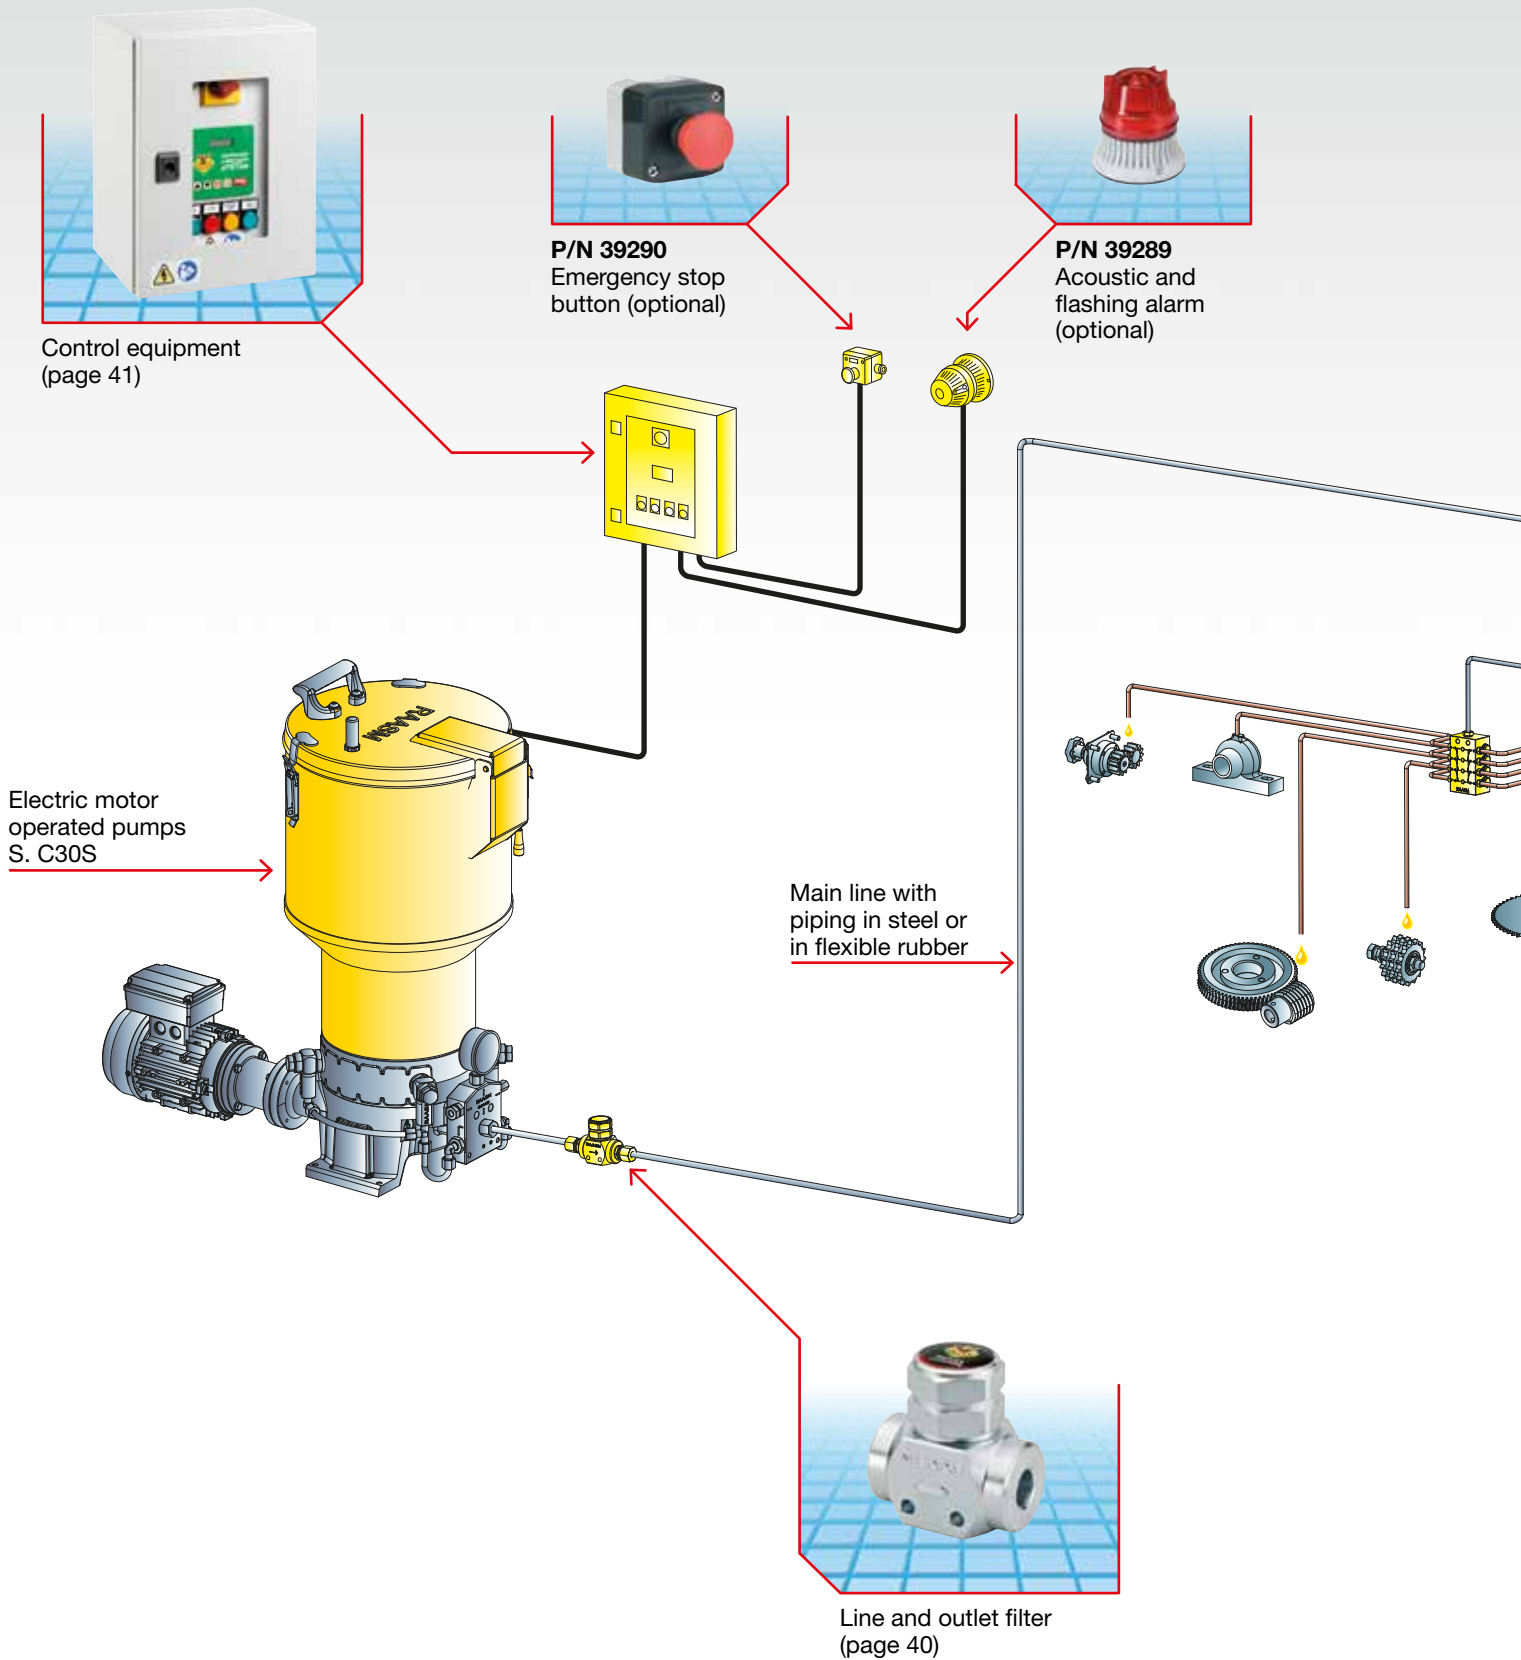 P/N 39290
Emergency stop
button (optional)
P/N 39289
Acoustic and
flashing alarm
(optional)
Control equipment
(page 41)
RAASM
Electric motor
operated pumps
S. C30S
Main line with
piping in steel or
in flexible rubber
Line and outlet filter
(page 40)